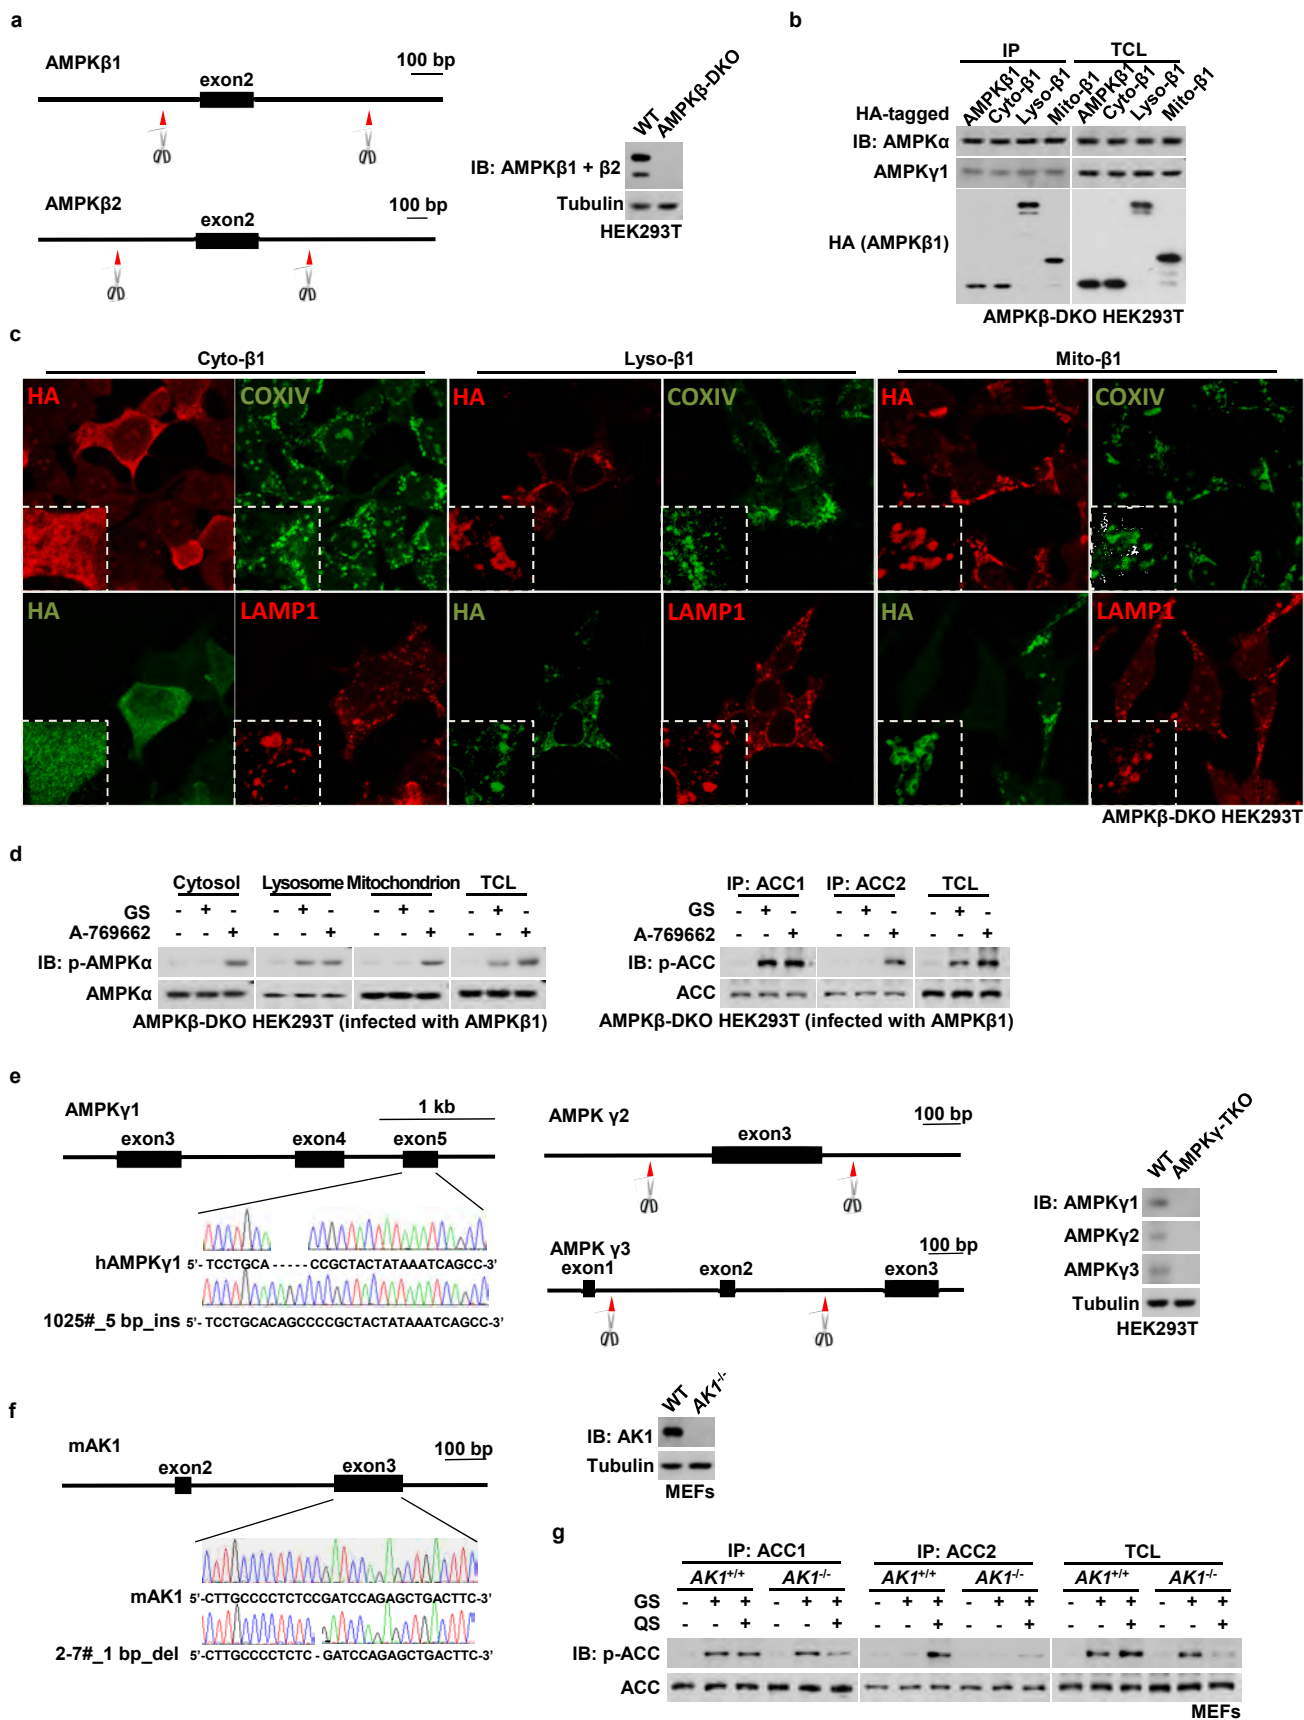 a
AMPKβ1
100 bp
exon2
AMPKβ2
100 bp
exon2
WT
AMPKβ-DKO
IB: AMPKβ1 + β2
Tubulin
HEK293T
b
IP
TCL
HA-tagged
AMPKβ1
Cyto-β1
Lyso-β1
Mito-β1
AMPKβ1
Cyto-β1
Lyso-β1
Mito-β1
IB: AMPKα
AMPKγ1
HA (AMPKβ1)
AMPKβ-DKO HEK293T
c
Cyto-β1
Lyso-β1
Mito-β1
HA
COXIV
HA
COXIV
HA
COXIV
HA
LAMP1
HA
LAMP1
HA
LAMP1
AMPKβ-DKO HEK293T
d
Cytosol
Lysosome
Mitochondrion
TCL
GS - + - - + - - + - - + -
A-769662 - - + - - + - - + - - +
IB: p-AMPKα
AMPKα
AMPKβ-DKO HEK293T (infected with AMPKβ1)
IP: ACC1
IP: ACC2
TCL
GS - + - - + - - + -
A-769662 - - + - - + - - +
IB: p-ACC
ACC
AMPKβ-DKO HEK293T (infected with AMPKβ1)
e
AMPKγ1
1 kb
exon3
exon4
exon5
hAMPKγ1 5'- TCCTGCA - - - - - CCGCTACTATAAATCAGCC-3'
1025#_5 bp_ins 5'- TCCTGCACAGCCCCGCTACTATAAATCAGCC-3'
AMPK γ2
100 bp
exon3
AMPK γ3
100 bp
exon1
exon2
exon3
WT
AMPKγ-TKO
IB: AMPKγ1
AMPKγ2
AMPKγ3
Tubulin
HEK293T
f
mAK1
100 bp
exon2
exon3
mAK1 5'-CTTGCCCCTCTCCGATCCAGAGCTGACTTC-3'
2-7#_1 bp_del 5'-CTTGCCCCTCTC - GATCCAGAGCTGACTTC-3'
WT
AK1-/-
IB: AK1
Tubulin
MEFs
g
IP: ACC1
IP: ACC2
TCL
AK1+/+
AK1-/-
AK1+/+
AK1-/-
AK1+/+
AK1-/-
GS - + + - + + - + + - + + - + + - + +
QS - - + - - + - - + - - + - - + - - +
IB: p-ACC
ACC
MEFs